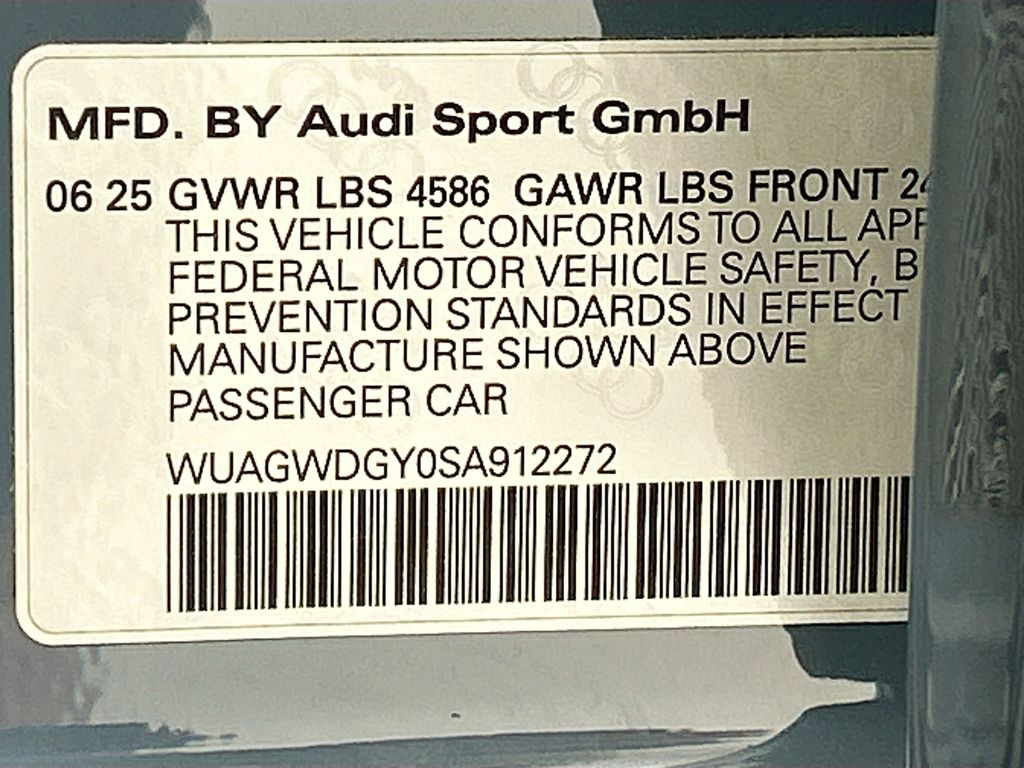 MFD. BY Audi Sport GmbH
06 25 GVWR LBS 4586 GAWR LBS FRONT
THIS VEHICLE CONFORMS TO ALL
FEDERAL MOTOR VEHICLE SAFETY,
PREVENTION STANDARDS IN EFFECT
MANUFACTURE SHOWN ABOVE
PASSENGER CAR
WUAGWDGY0SA912272